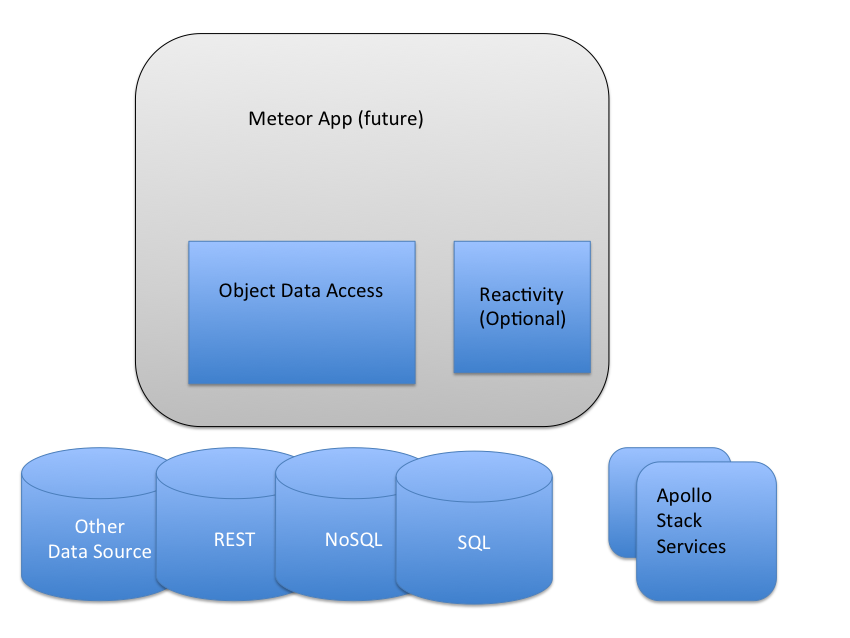 Meteor App (future)
Object Data Access
Reactivity
(Optional)
Other
Data Source
REST
NoSQL
SQL
Apollo
Stack
Services